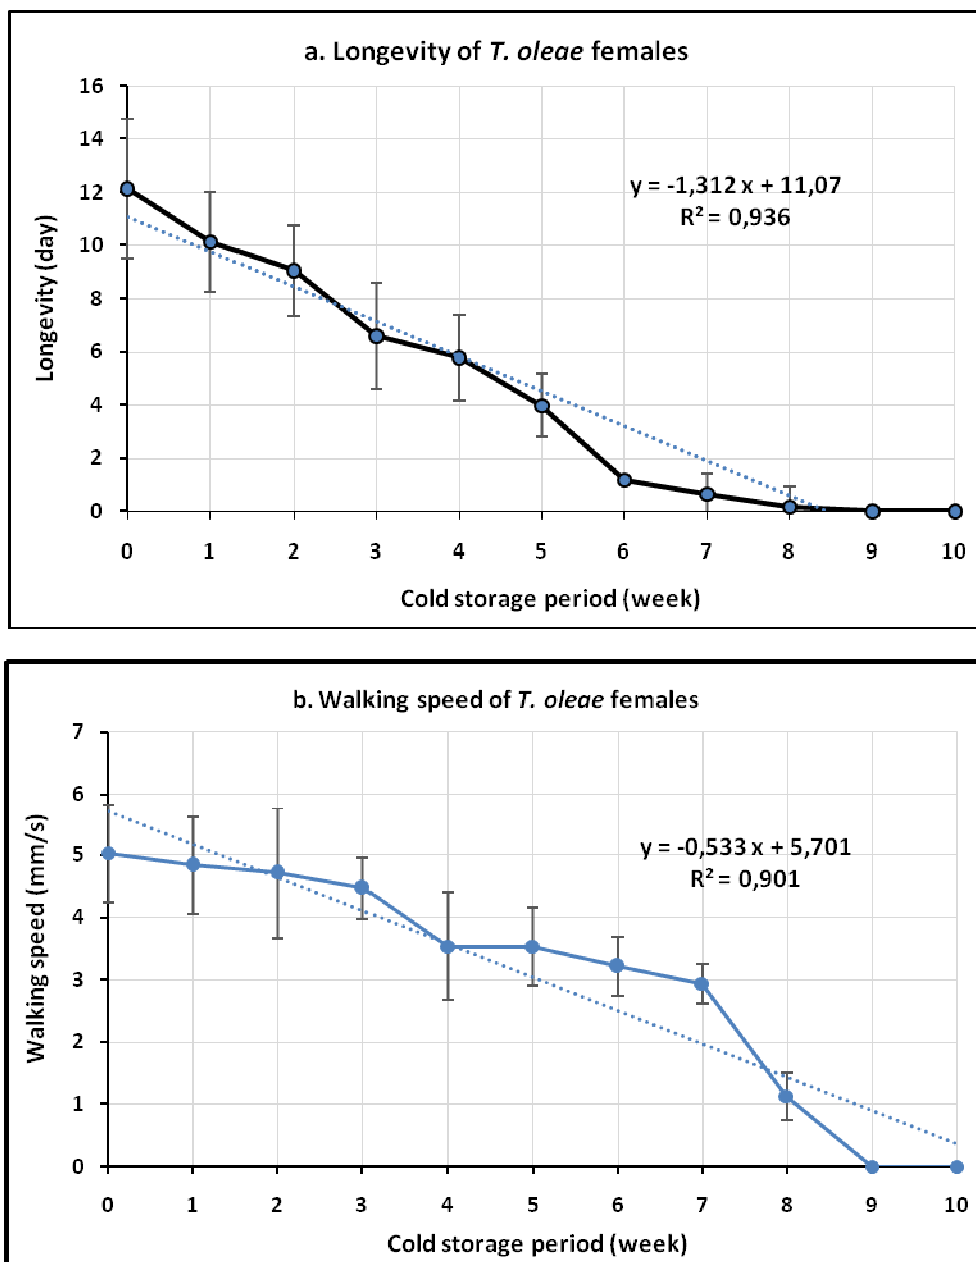 a. Longevity of T. oleae females
16
14
12
10
8
6
4
2
0
Longevity (day)
y = -1,312 x + 11,07
R² = 0,936
0 1 2 3 4 5 6 7 8 9 10
Cold storage period (week)
b. Walking speed of T. oleae females
7
6
5
4
3
2
1
0
Walking speed (mm/s)
y = -0,533 x + 5,701
R² = 0,901
0 1 2 3 4 5 6 7 8 9 10
Cold storage period (week)